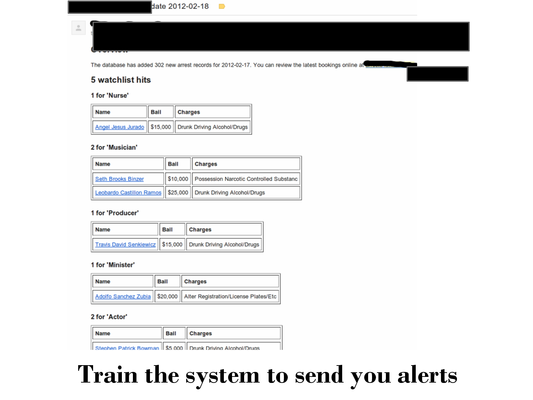 date 2012-02-18
Overview
The database has added 302 new arrest records for 2012-02-17. You can review the latest bookings online at
5 watchlist hits
1 for 'Nurse'
Name Bail Charges
Angel Jesus Jurado $15,000 Drunk Driving Alcohol/Drugs
2 for 'Musician'
Name Bail Charges
Seth Brooks Binzer $10,000 Possession Narcotic Controlled Substanc
Leobardo Castillon Ramos $25,000 Drunk Driving Alcohol/Drugs
1 for 'Producer'
Name Bail Charges
Travis David Senkiewicz $15,000 Drunk Driving Alcohol/Drugs
1 for 'Minister'
Name Bail Charges
Adolfo Sanchez Zubia $20,000 Alter Registration/License Plates/Etc
2 for 'Actor'
Name Bail Charges
Stephen Patrick Bowman $5,000 Drunk Driving Alcohol/Drugs
Train the system to send you alerts